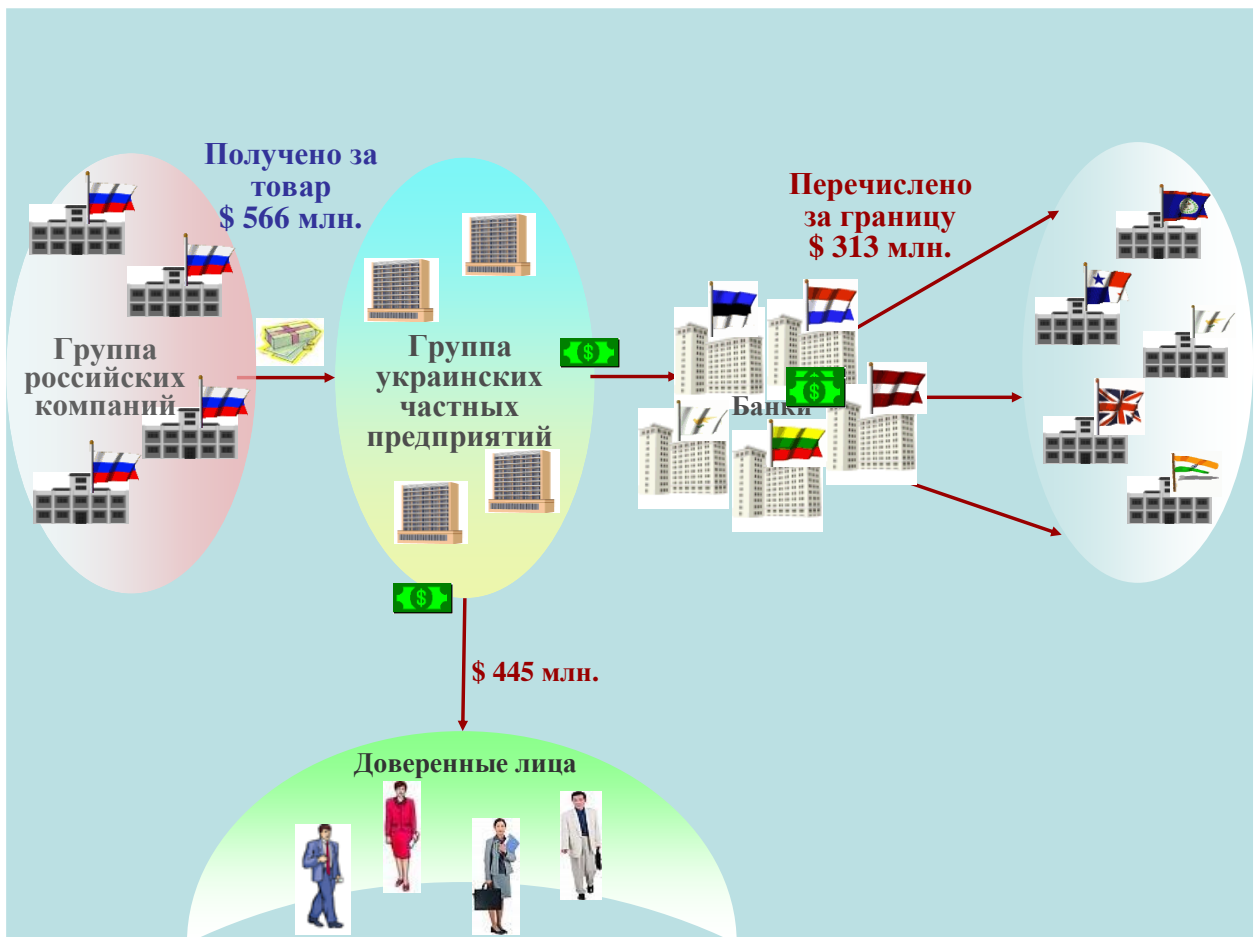 Получено за
товар
$ 566 млн.
Перечислено
за границу
$ 313 млн.
Группа
российских
компаний
Группа
украинских
частных
предприятий
Банки
$ 445 млн.
Доверенные лица